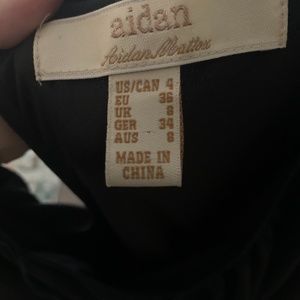 aidan
Aidan Mattox
US/CAN 4
EU 36
UK 8
GER 34
AUS 8
MADE IN
CHINA